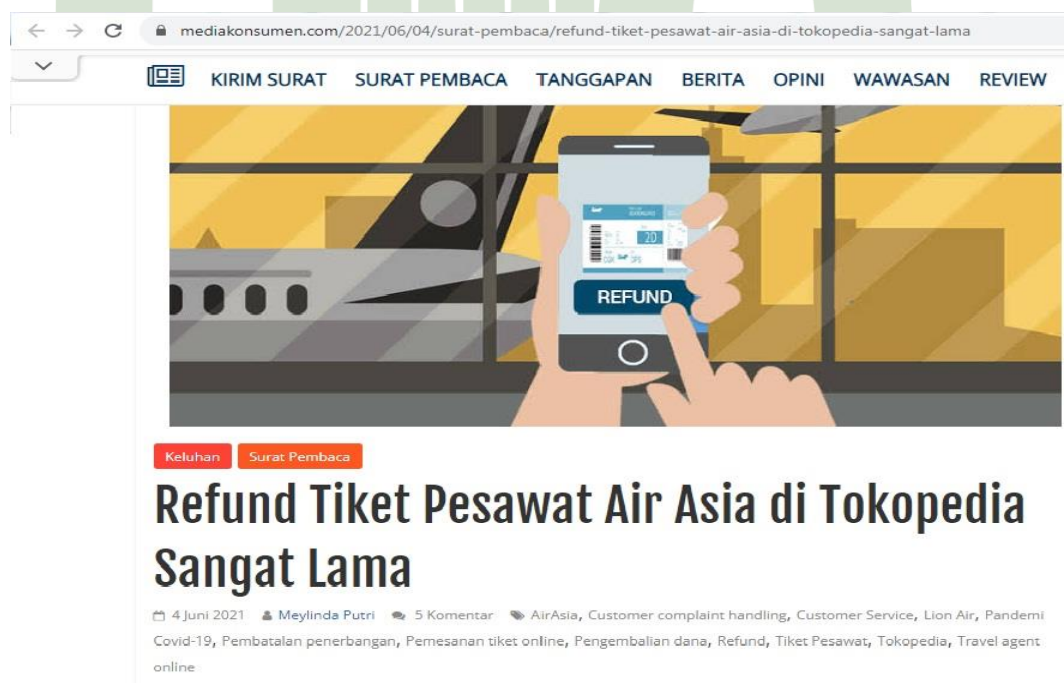 mediakonsumen.com/2021/06/04/surat-pembaca/refund-tiket-pesawat-air-asia-di-tokopedia-sangat-lama
KIRIM SURAT SURAT PEMBACA TANGGAPAN BERITA OPINI WAWASAN REVIEW
2D
CGK DPS
REFUND
Keluhan Surat Pembaca
Refund Tiket Pesawat Air Asia di Tokopedia
Sangat Lama
4 Juni 2021 Meylinda Putri 5 Komentar AirAsia, Customer complaint handling, Customer Service, Lion Air, Pandemi
Covid-19, Pembatalan penerbangan, Pemesanan tiket online, Pengembalian dana, Refund, Tiket Pesawat, Tokopedia, Travel agent
online